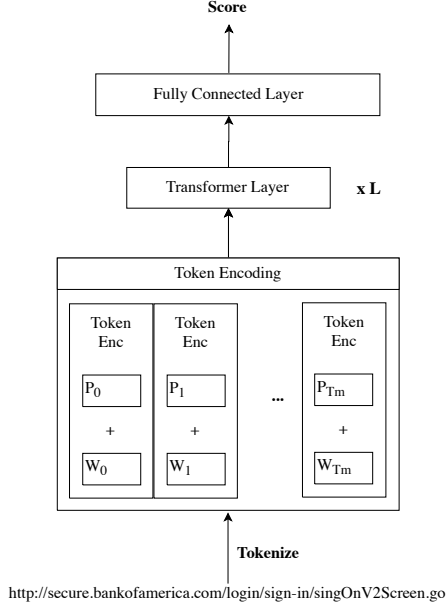 Score
Fully Connected Layer
Transformer Layer x L
Token Encoding
Token Enc
Token Enc
Token Enc
P0
P1
...
PTm
+
+
+
W0
W1
WTm
Tokenize
http://secure.bankofamerica.com/login/sign-in/singOnV2Screen.go